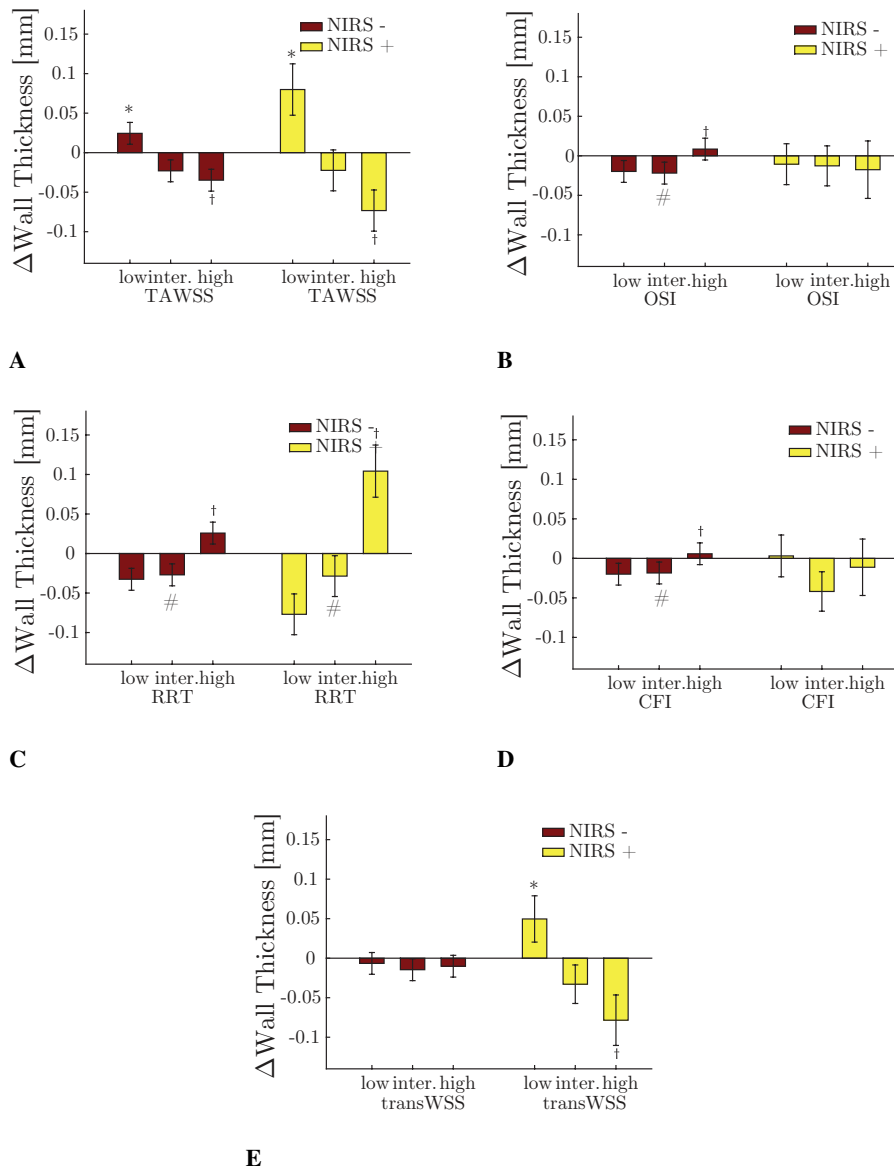 NIRS -
NIRS +
ΔWall Thickness [mm]
0.15
0.1
0.05
0
-0.05
-0.1
*
†
*
†
low inter. high
TAWSS
low inter. high
TAWSS
A
NIRS -
NIRS +
ΔWall Thickness [mm]
0.15
0.1
0.05
0
-0.05
-0.1
#
†
low inter. high
OSI
low inter. high
OSI
B
NIRS -
NIRS +
ΔWall Thickness [mm]
0.15
0.1
0.05
0
-0.05
-0.1
#
†
#
†
low inter. high
RRT
low inter. high
RRT
C
NIRS -
NIRS +
ΔWall Thickness [mm]
0.15
0.1
0.05
0
-0.05
-0.1
#
†
low inter. high
CFI
low inter. high
CFI
D
NIRS -
NIRS +
ΔWall Thickness [mm]
0.15
0.1
0.05
0
-0.05
-0.1
*
†
low inter. high
transWSS
low inter. high
transWSS
E